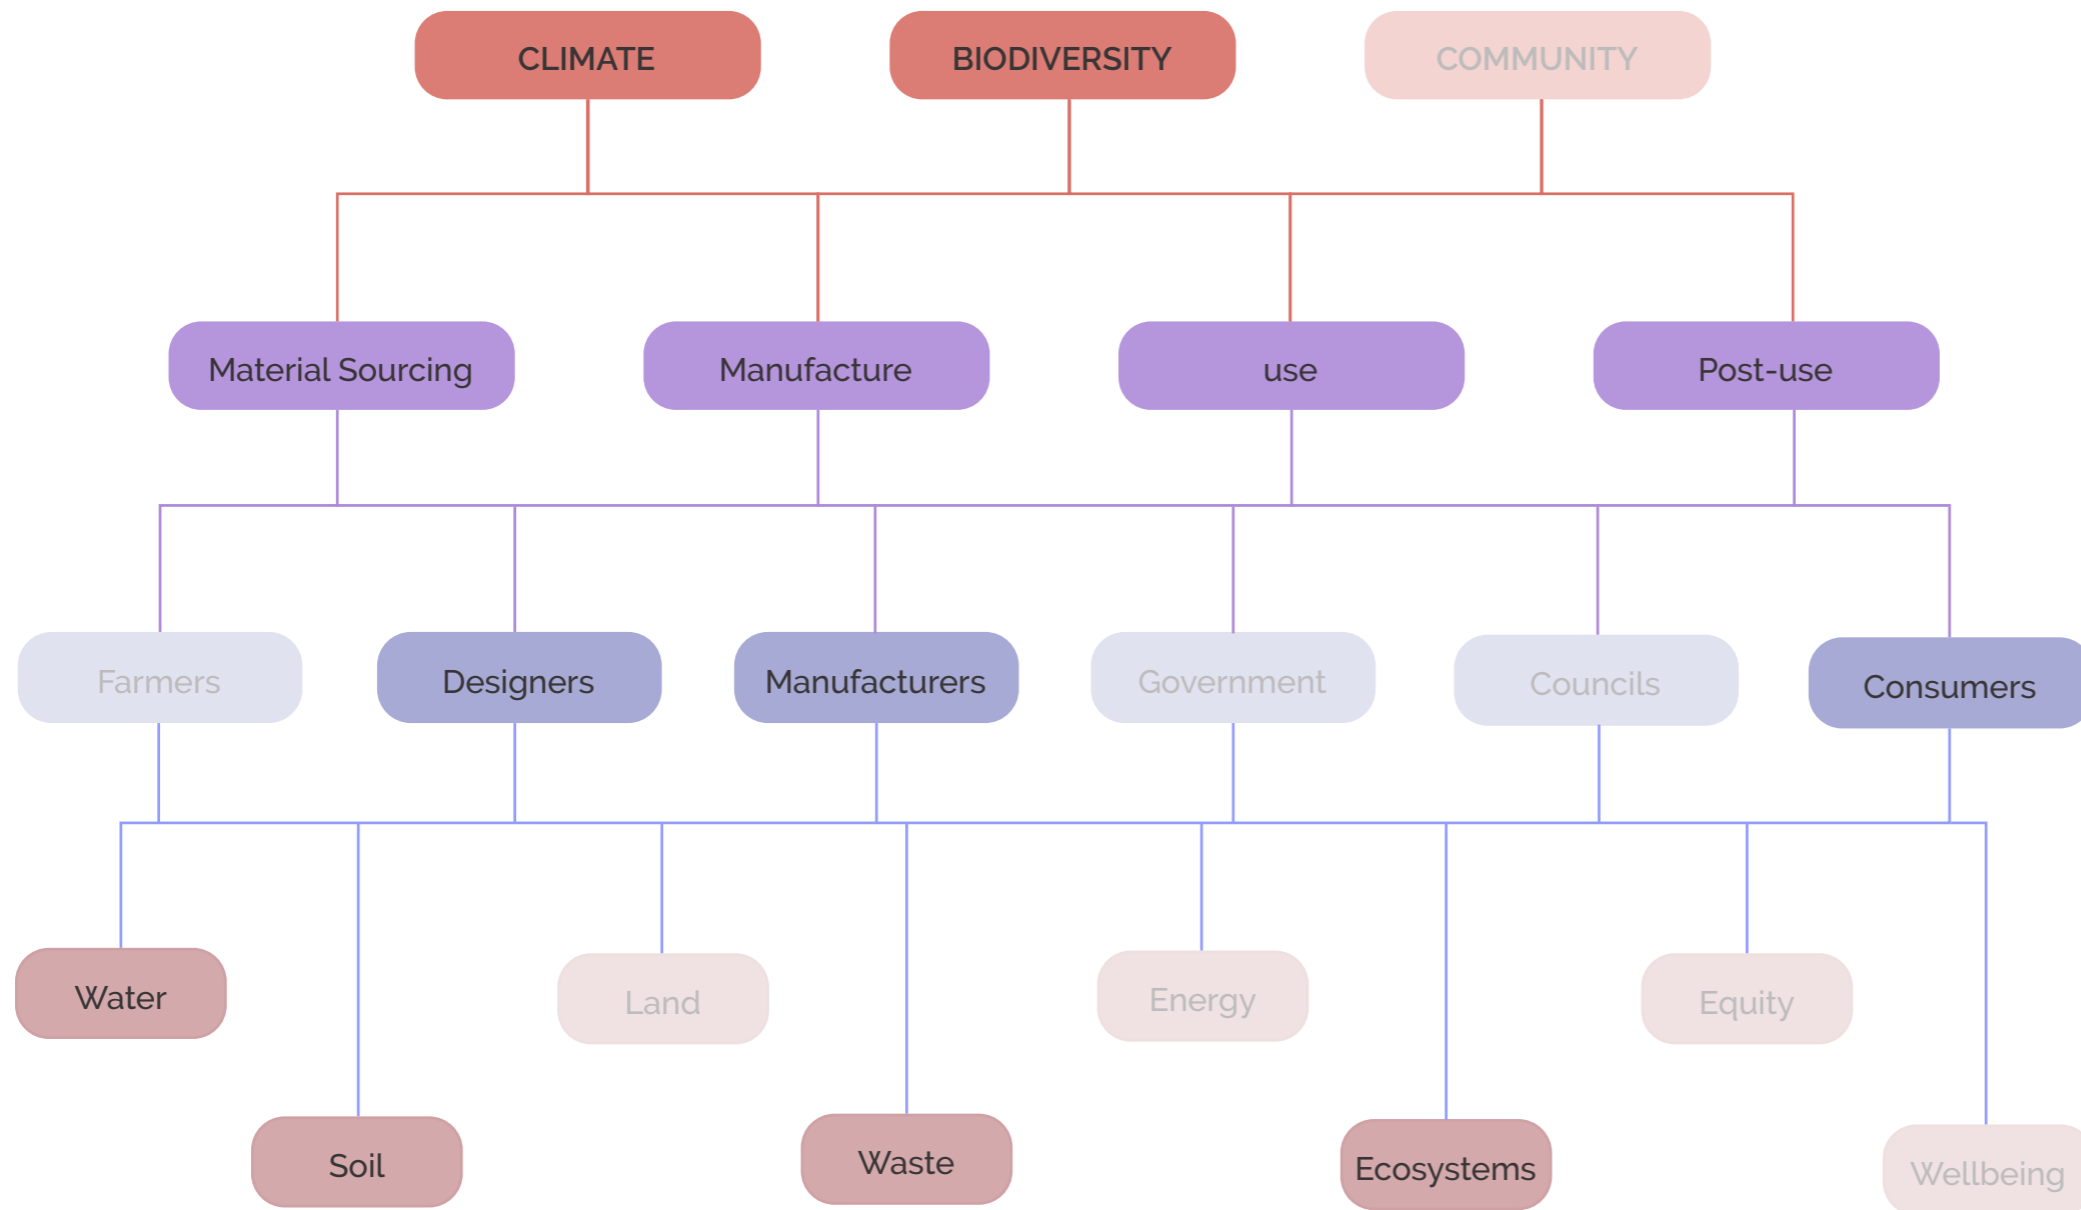 CLIMATE
BIODIVERSITY
COMMUNITY
Material Sourcing
Manufacture
use
Post-use
Farmers
Designers
Manufacturers
Government
Councils
Consumers
Water
Land
Energy
Equity
Soil
Waste
Ecosystems
Wellbeing